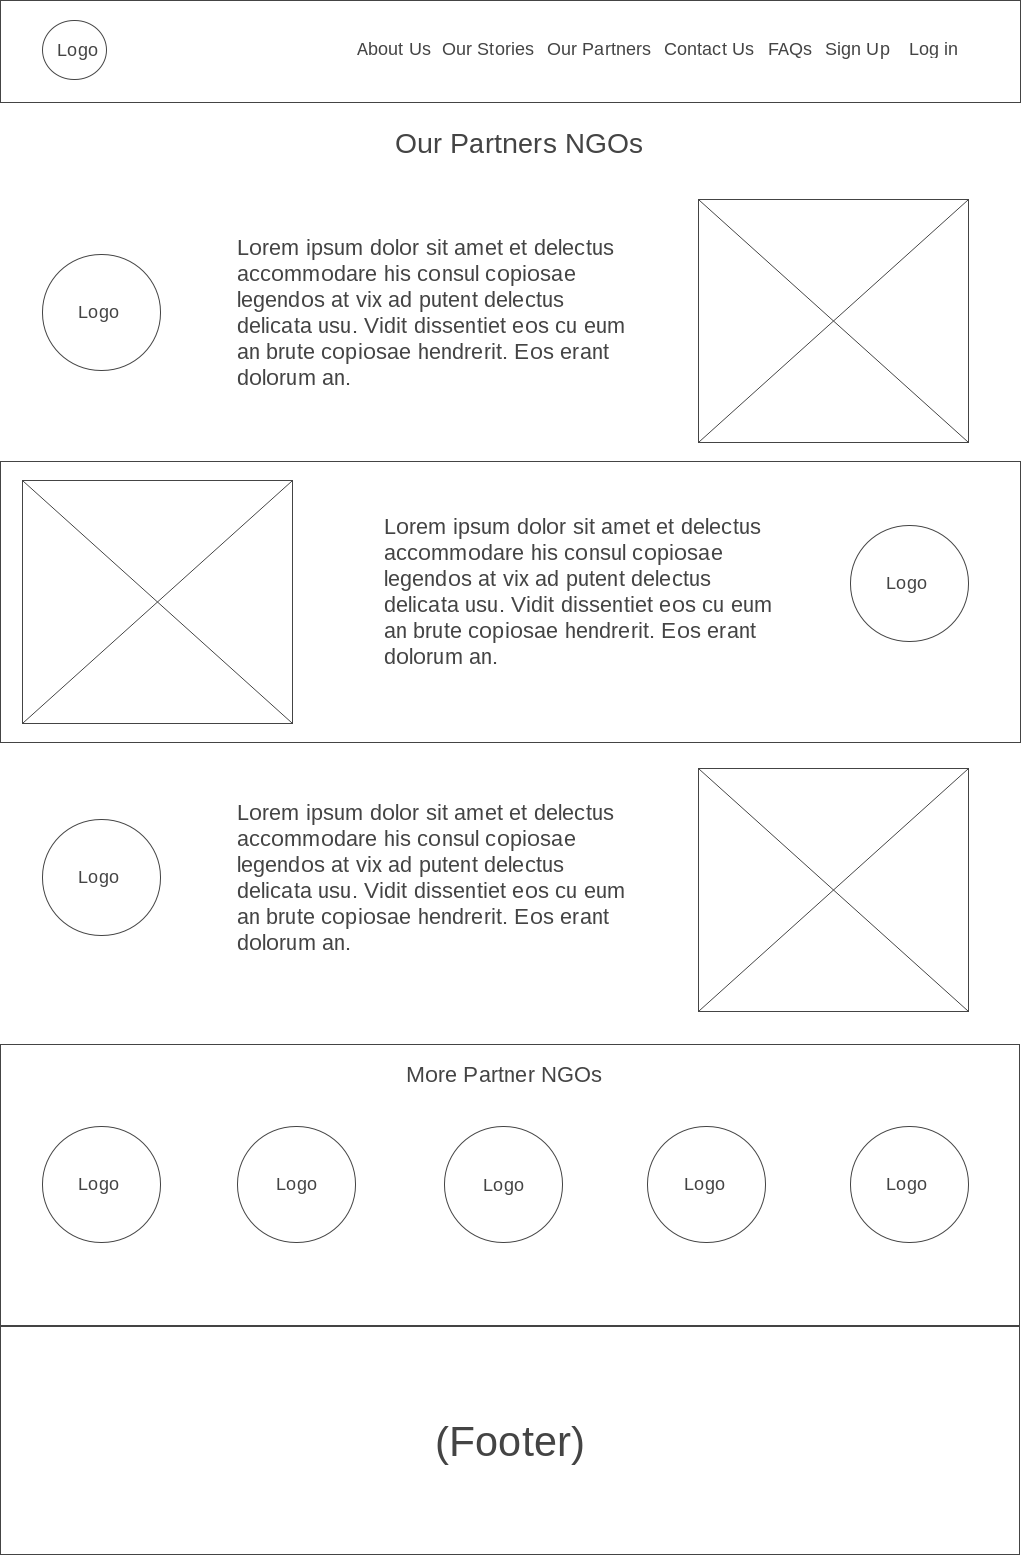 Logo
About Us Our Stories Our Partners Contact Us FAQs Sign Up Log in
Our Partners NGOs
Lorem ipsum dolor sit amet et delectus
accommodare his consul copiosae
legendos at vix ad putent delectus
delicata usu. Vidit dissentiet eos cu eum
an brute copiosae hendrerit. Eos erant
dolorum an.
Logo
Lorem ipsum dolor sit amet et delectus
accommodare his consul copiosae
legendos at vix ad putent delectus
delicata usu. Vidit dissentiet eos cu eum
an brute copiosae hendrerit. Eos erant
dolorum an.
Logo
Logo
Lorem ipsum dolor sit amet et delectus
accommodare his consul copiosae
legendos at vix ad putent delectus
delicata usu. Vidit dissentiet eos cu eum
an brute copiosae hendrerit. Eos erant
dolorum an.
More Partner NGOs
Logo Logo Logo Logo Logo
(Footer)